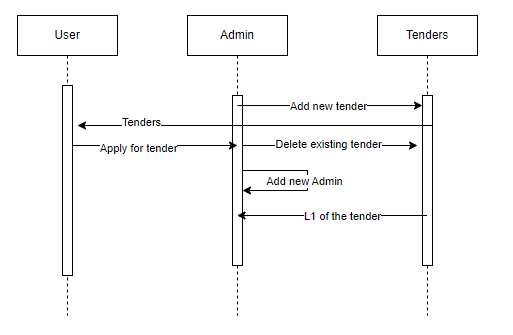 User
Admin
Tenders
Add new tender
Tenders
Apply for tender
Delete existing tender
Add new Admin
L1 of the tender